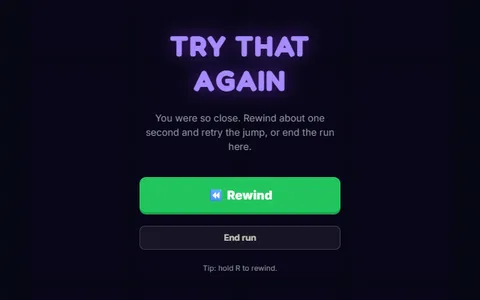 TRY THAT
AGAIN
You were so close. Rewind about one
second and retry the jump, or end the run
here.
⏪ Rewind
End run
Tip: hold R to rewind.